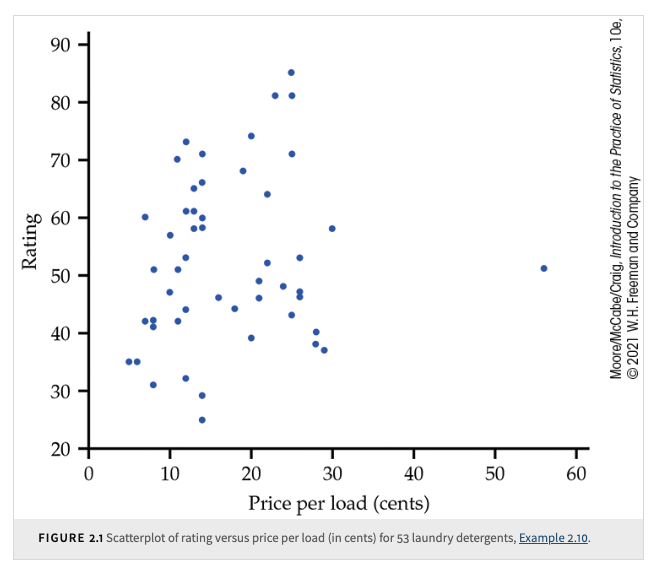 90
80
70
60
50
40
30
20
Rating
0 10 20 30 40 50 60
Price per load (cents)
Moore/McCabe/Craig, Introduction to the Practice of Statistics, 10e,
© 2021 W.H. Freeman and Company
FIGURE 2.1 Scatterplot of rating versus price per load (in cents) for 53 laundry detergents, Example 2.10.